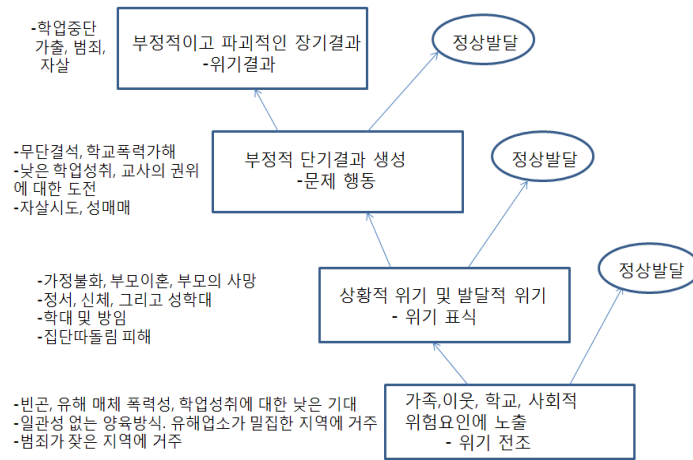 -학업중단
가출, 범죄,
자살
부정적이고 파괴적인 장기결과
-위기결과
정상발달
-무단결석, 학교폭력가해
-낮은 학업성취, 교사의 권위
에 대한 도전
-자살시도, 성매매
부정적 단기결과 생성
-문제 행동
정상발달
-가정불화, 부모이혼, 부모의 사망
-정서, 신체, 그리고 성학대
-학대 및 방임
-집단따돌림 피해
상황적 위기 및 발달적 위기
- 위기 표식
정상발달
-빈곤, 유해 매체 폭력성, 학업성취에 대한 낮은 기대
-일관성 없는 양육방식. 유해업소가 밀집한 지역에 거주
-범죄가 잦은 지역에 거주
가족,이웃, 학교, 사회적
위험요인에 노출
- 위기 전조